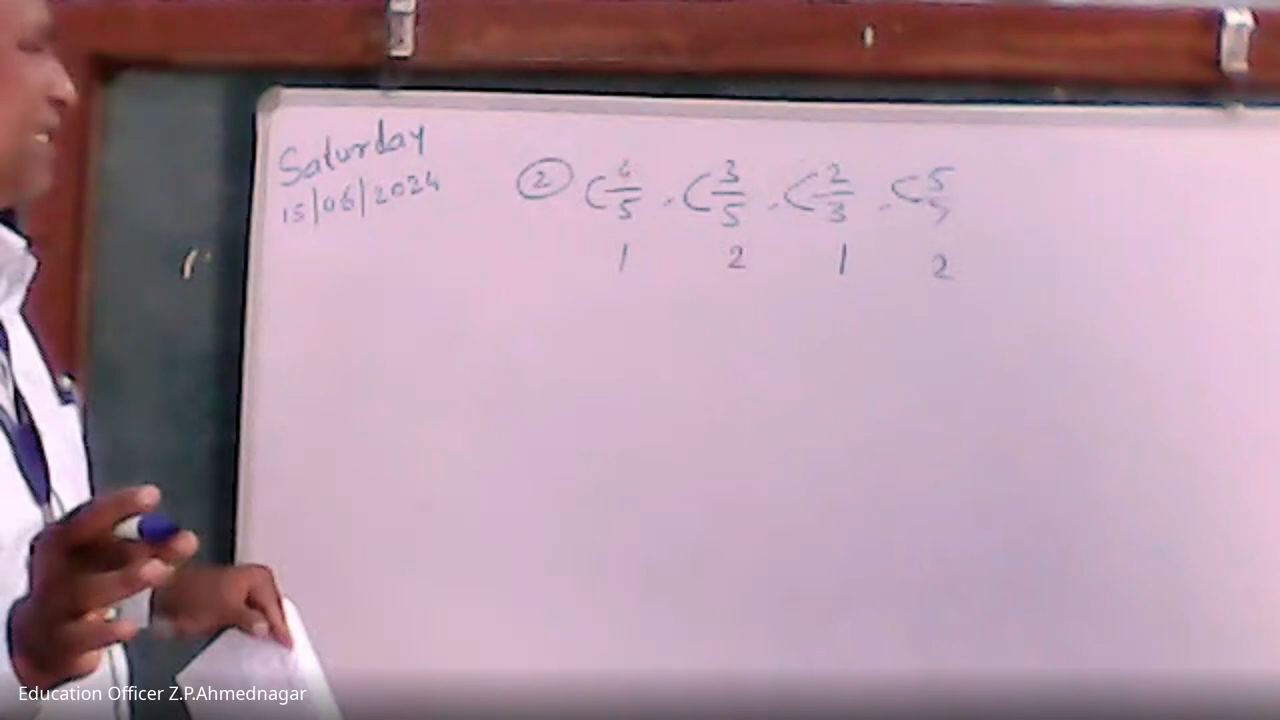 Saturday
15/06/2024
② (4/5 . (3/5 . (2/3 . (5/7
1 2 1 2
Education Officer Z.P.Ahmednagar